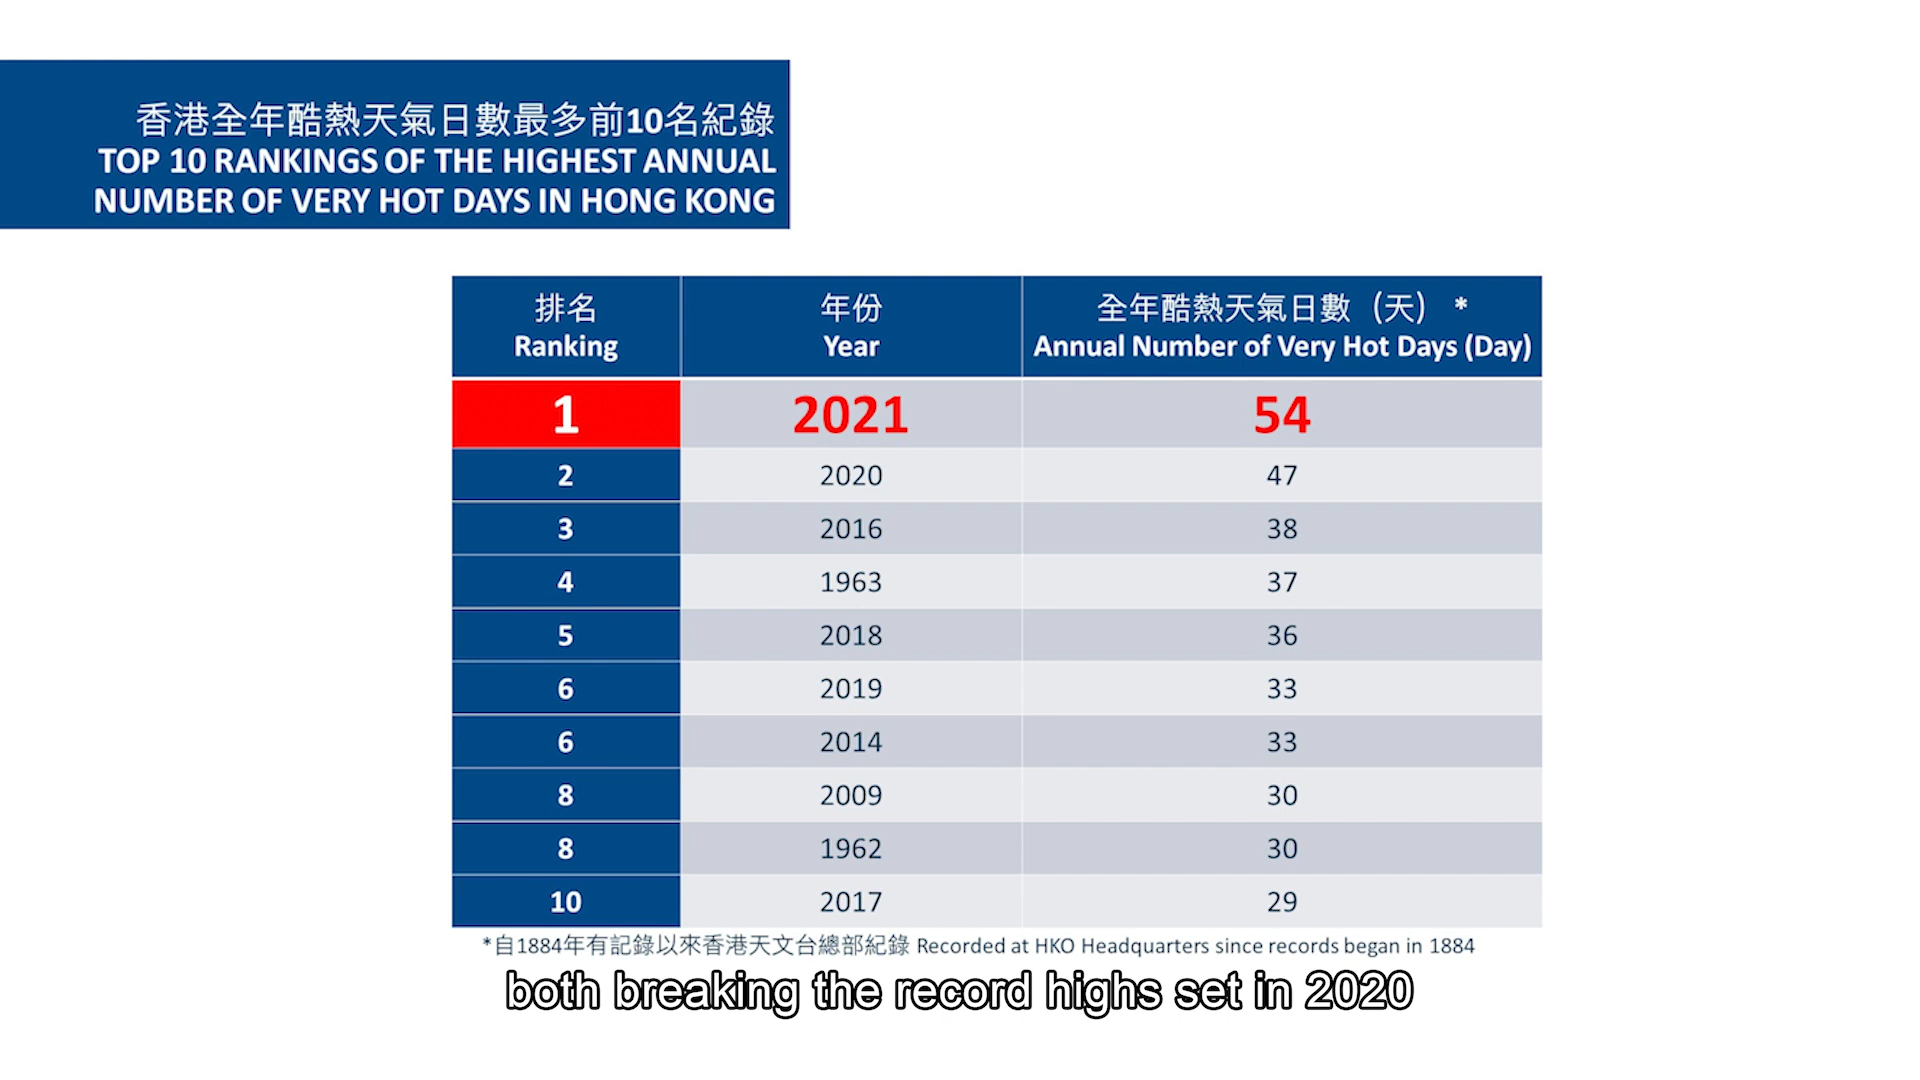 香港全年酷熱天氣日數最多前10名紀錄
TOP 10 RANKINGS OF THE HIGHEST ANNUAL
NUMBER OF VERY HOT DAYS IN HONG KONG
排名 年份 全年酷熱天氣日數（天） *
Ranking Year Annual Number of Very Hot Days (Day)
1 2021 54
2 2020 47
3 2016 38
4 1963 37
5 2018 36
6 2019 33
6 2014 33
8 2009 30
8 1962 30
10 2017 29
*自1884年有記錄以來香港天文台總部紀錄 Recorded at HKO Headquarters since records began in 1884
both breaking the record highs set in 2020